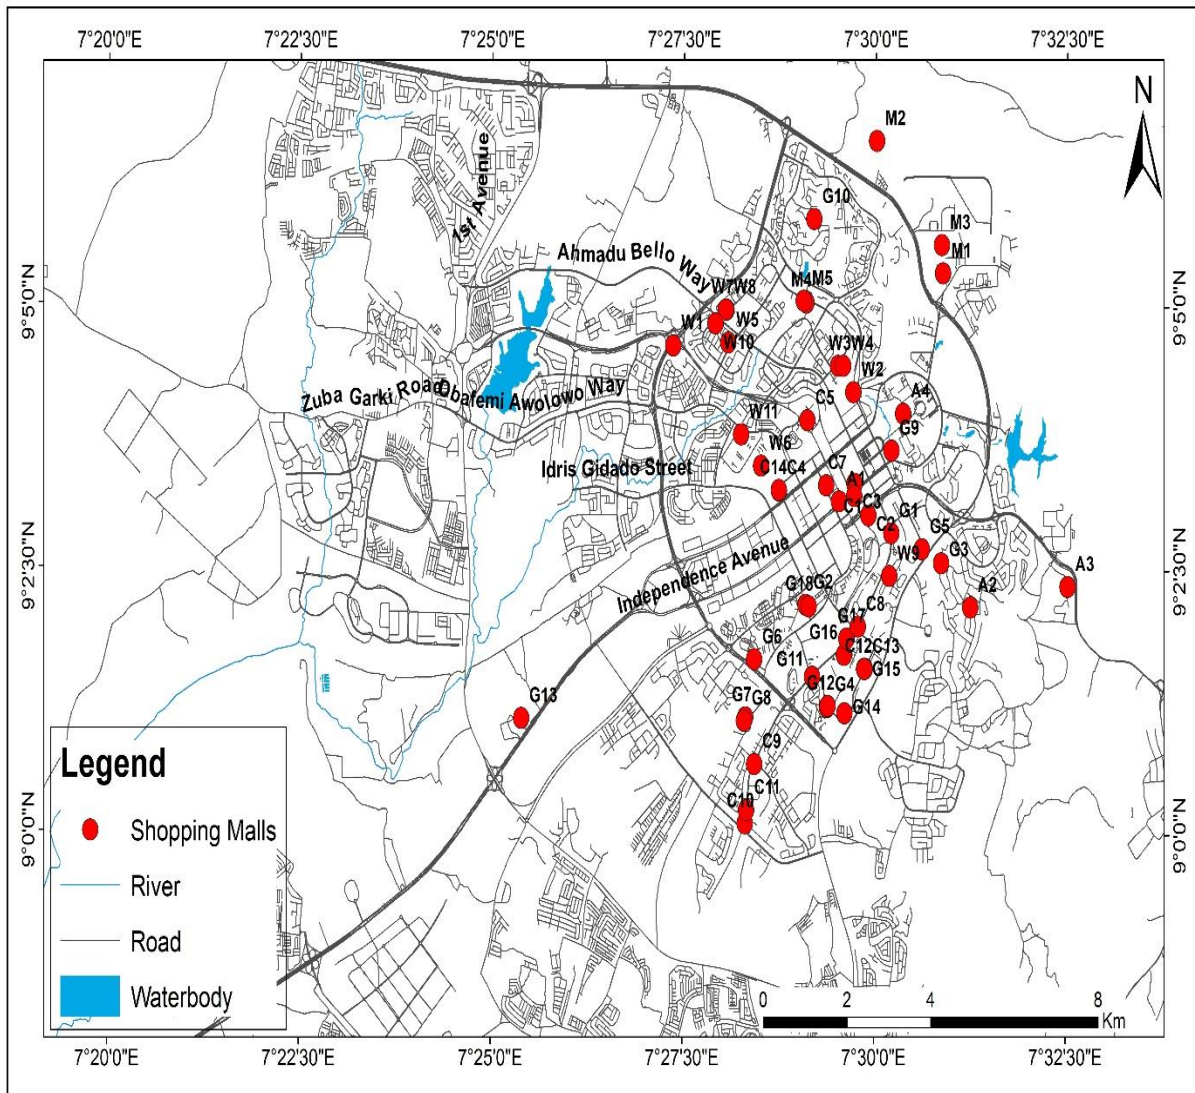 7°20'0"E 7°22'30"E 7°25'0"E 7°27'30"E 7°30'0"E 7°32'30"E
N
M2
1st Avenue
G10
M3
Ahmadu Bello Way
M1
9°5'0"N
W7W8
M4M5
9°5'0"N
W1
W5
W10
W3W4
W2
Zuba Garki Road
Obafemi Awolowo Way
C5
A4
W11
G9
W6
Idris Gidado Street
C14C4
C7
A1
C1
C3
G1
C2
G5
9°2'30"N
W9
G3
9°2'30"N
A3
Independence Avenue
A2
G18G2
C8
G17
G16
G6
G11
C12C13
G15
G12G4
G13
G7
G8
G14
C9
Legend
C11
C10
9°0'0"N
Shopping Malls
9°0'0"N
River
Road
Waterbody
0 2 4 8
Km
7°20'0"E 7°22'30"E 7°25'0"E 7°27'30"E 7°30'0"E 7°32'30"E